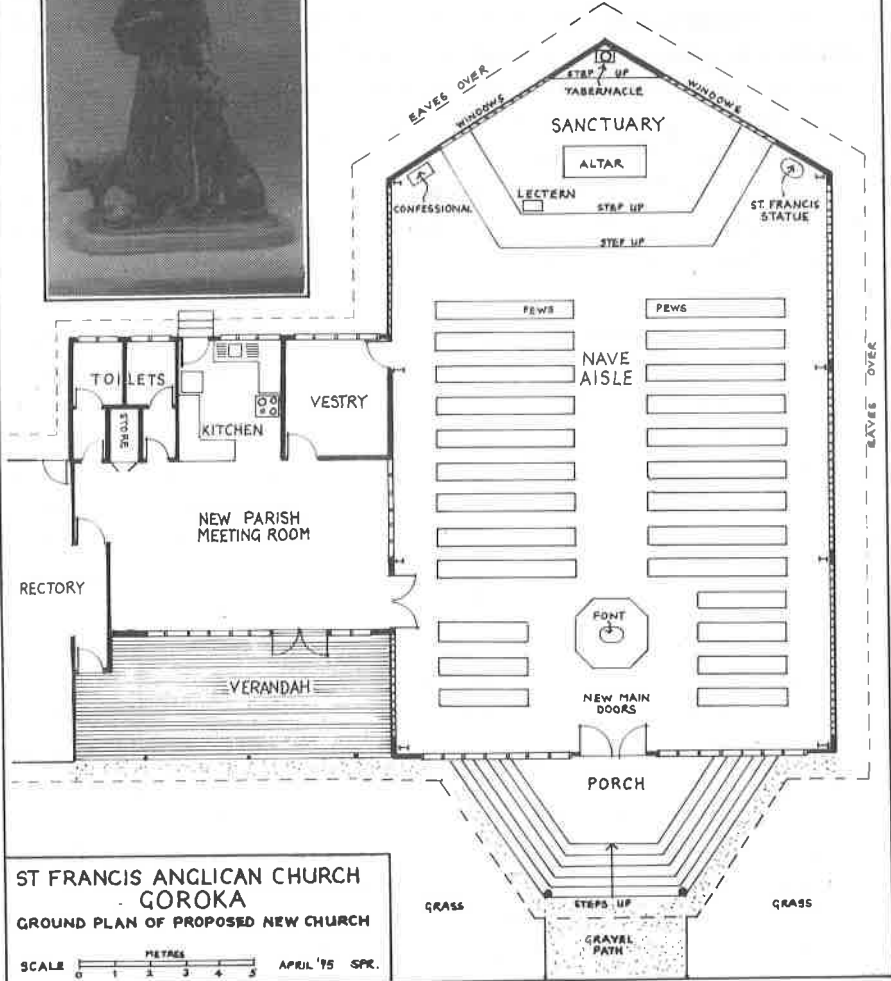 EAVES OVER
WINDOWS
STEP UP
TABERNACLE
WINDOWS
SANCTUARY
ALTAR
CONFESSIONAL
LECTERN
STEP UP
ST. FRANCIS
STATUE
STEP UP
PEWS
PEWS
NAVE
AISLE
EAVES OVER
TOILETS
STORE
KITCHEN
VESTRY
NEW PARISH
MEETING ROOM
RECTORY
FONT
VERANDAH
NEW MAIN
DOORS
PORCH
STEPS UP
GRASS
GRASS
GRAVEL
PATH
ST FRANCIS ANGLICAN CHURCH
GOROKA
GROUND PLAN OF PROPOSED NEW CHURCH
METRES
SCALE 0 1 2 3 4 5 APRIL '95 SPR.